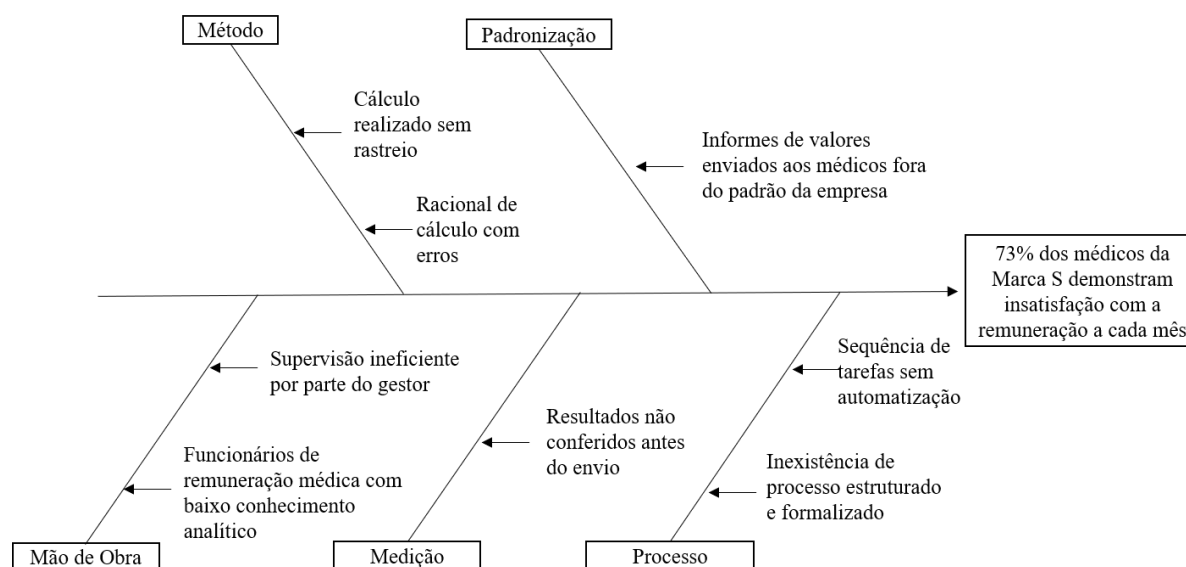 Método
Padronização
Cálculo
realizado sem
rastreio
Informes de valores
enviados aos médicos fora
do padrão da empresa
Racional de
cálculo com
erros
73% dos médicos da
Marca S demonstram
insatisfação com a
remuneração a cada mês
Supervisão ineficiente
por parte do gestor
Sequência de
tarefas sem
automatização
Resultados não
conferidos antes
do envio
Funcionários de
remuneração médica com
baixo conhecimento
analítico
Inexistência de
processo estruturado
e formalizado
Mão de Obra
Medição
Processo